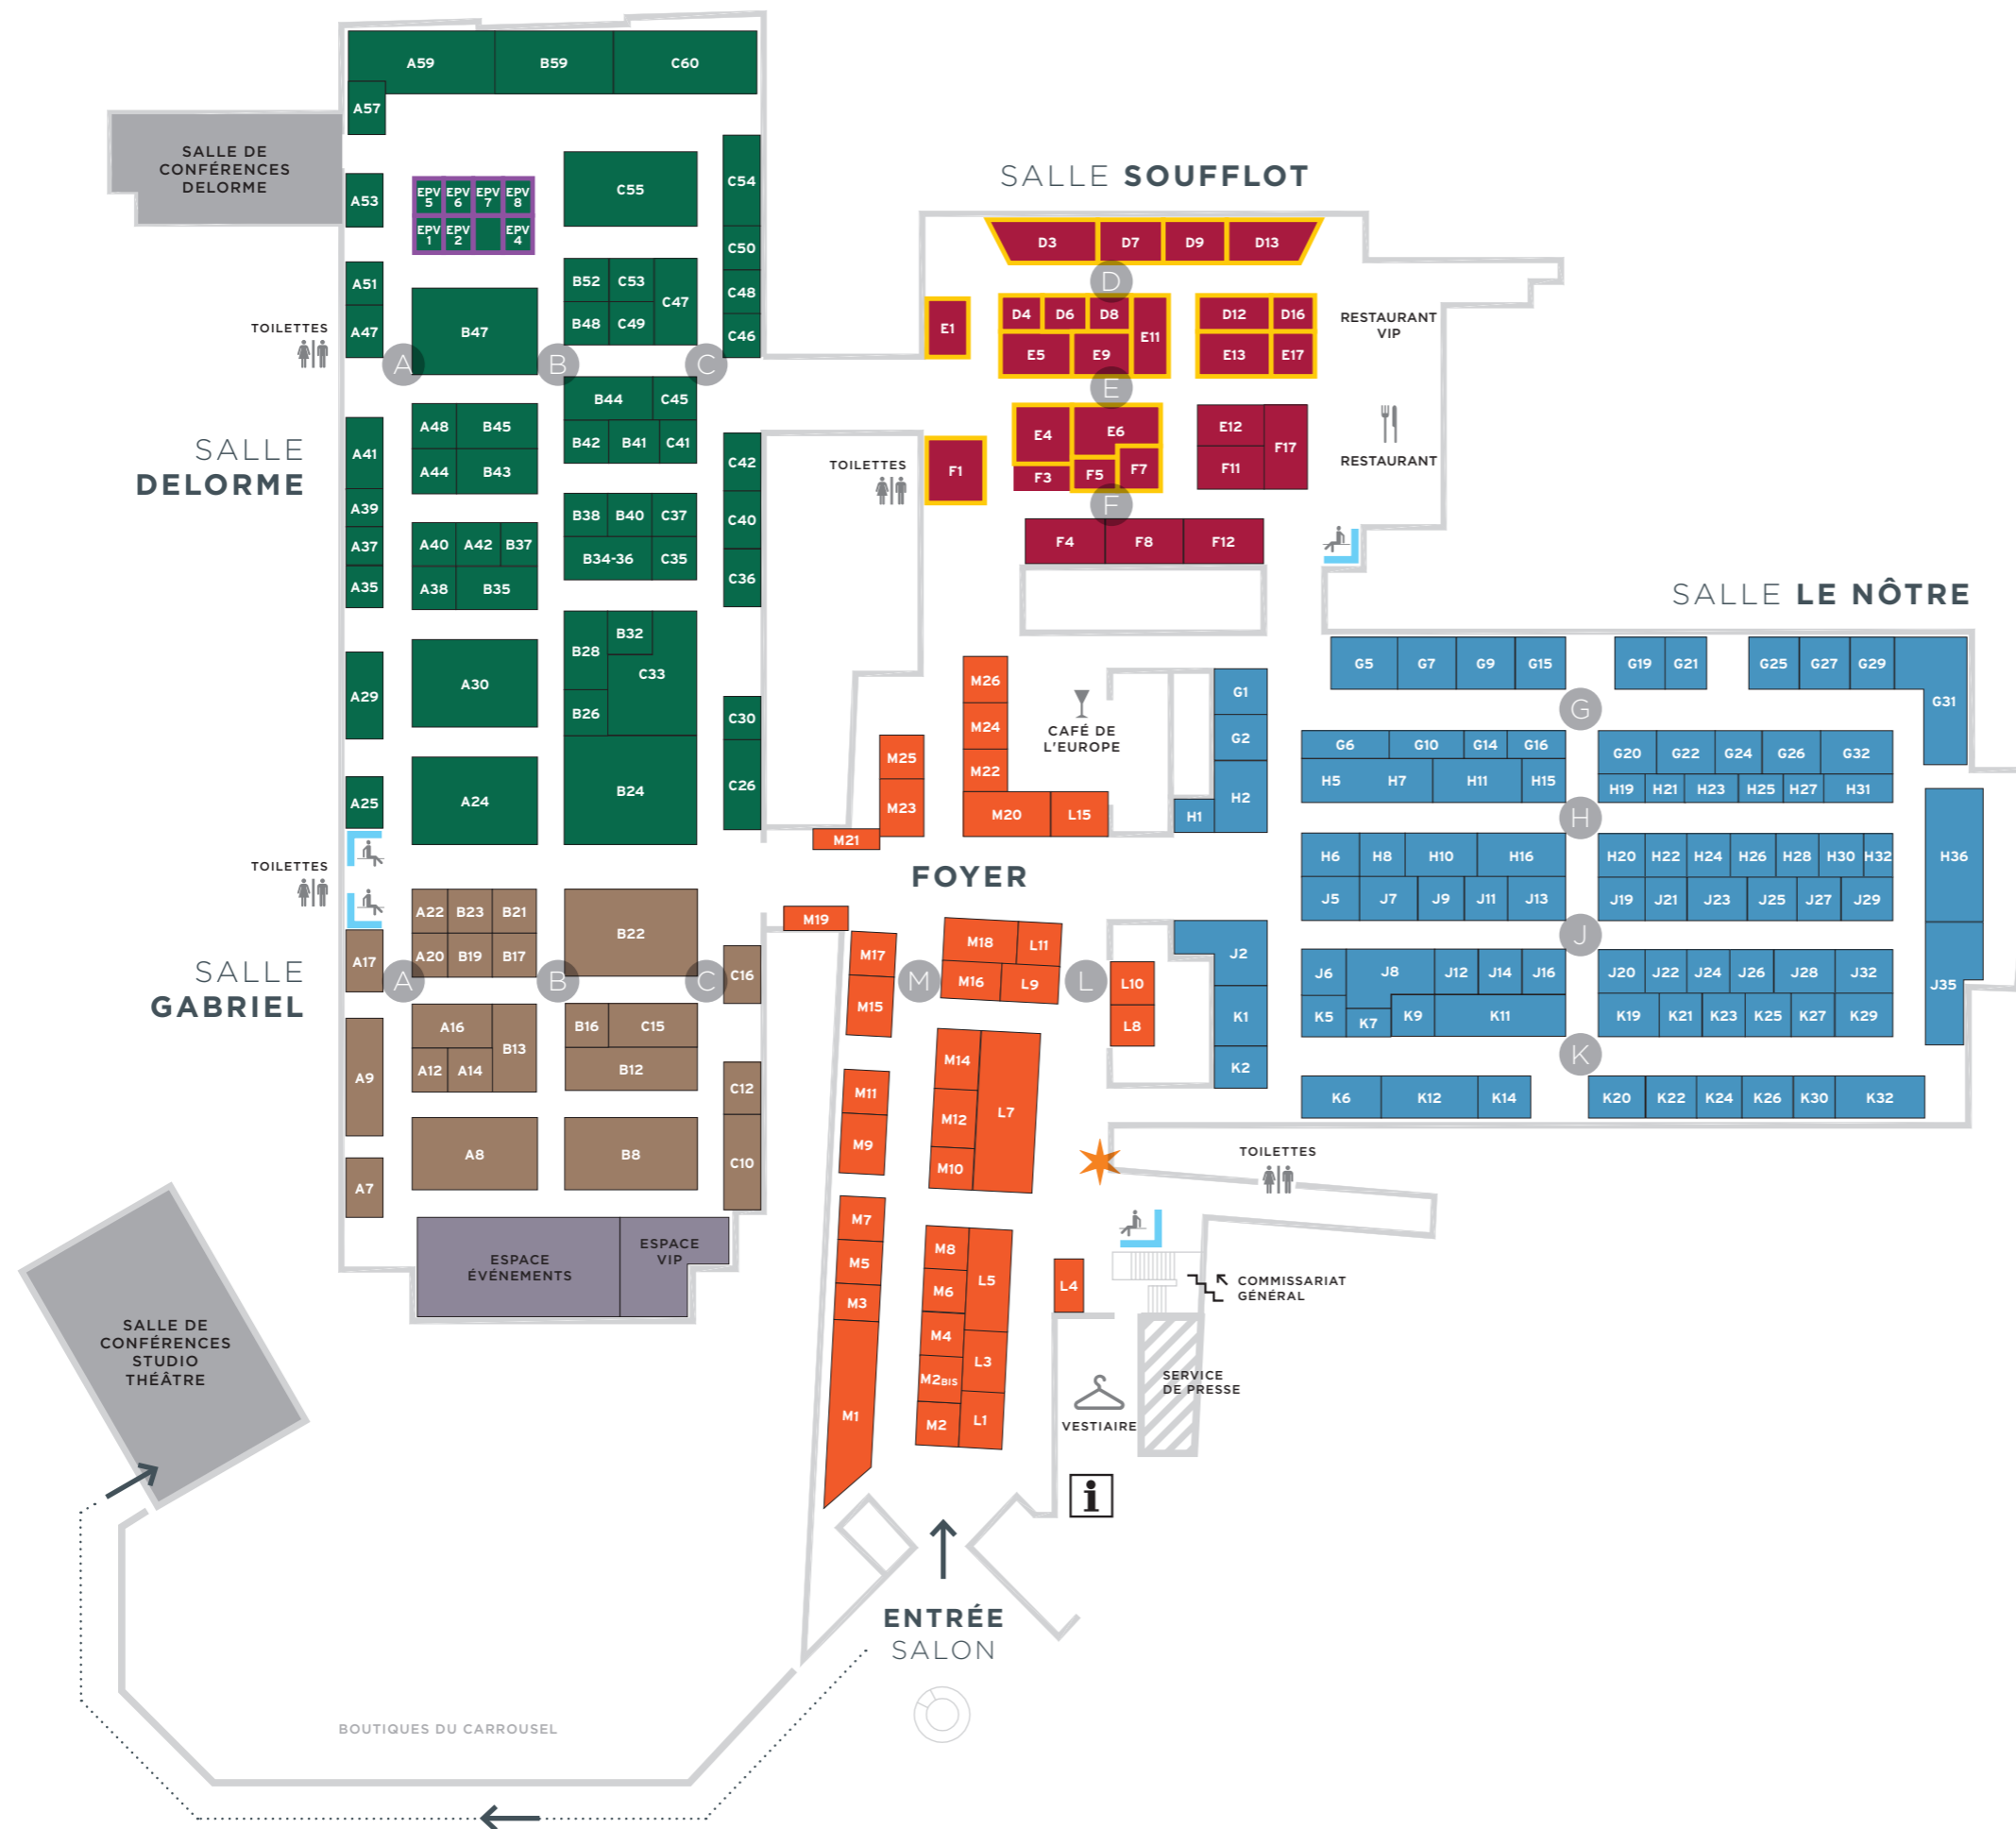 A59
B59
C60
A57
SALLE DE
CONFÉRENCES
DELORME
A53
EPV
5
EPV
6
EPV
7
EPV
8
EPV
1
EPV
2
EPV
4
C55
C54
C50
C48
C46
A51
A47
TOILETTES
B47
B52
C53
C47
B48
C49
A
B
C
SALLE
DELORME
B44
C45
B42
B41
C41
A48
B45
A44
B43
A41
A39
A37
A35
C42
C40
C36
A40
A42
B37
A38
B35
B38
B40
C37
B34-36
C35
A29
A30
B28
B32
C33
B26
C30
C26
A25
A24
B24
TOILETTES
SALLE
GABRIEL
A22
B23
B21
A20
B19
B17
B22
A17
C16
A
B
C
A16
B13
A12
A14
B16
C15
B12
A9
C12
C10
A8
B8
A7
ESPACE
ÉVÉNEMENTS
ESPACE
VIP
SALLE DE
CONFÉRENCES
STUDIO
THÉÂTRE
BOUTIQUES DU CARROUSEL
SALLE SOUFFLOT
D3
D7
D9
D13
D
E1
D4
D6
D8
E11
E5
E9
D12
D16
E13
E17
RESTAURANT
VIP
E
E4
E6
F3
F5
F7
E12
F17
F11
RESTAURANT
TOILETTES
F1
F
F4
F8
F12
SALLE LE NÔTRE
G5
G7
G9
G15
G19
G21
G25
G27
G29
G31
G
G1
G2
H2
H1
G6
G10
G14
G16
H5
H7
H11
H15
G20
G22
G24
G26
G32
H19
H21
H23
H25
H27
H31
H
H6
H8
H10
H16
J5
J7
J9
J11
J13
H20
H22
H24
H26
H28
H30
H32
J19
J21
J23
J25
J27
J29
H36
J35
J
J2
K1
K2
J6
J8
J12
J14
J16
K5
K7
K9
K11
J20
J22
J24
J26
J28
J32
K19
K21
K23
K25
K27
K29
K
K6
K12
K14
K20
K22
K24
K26
K30
K32
M26
M24
M22
M20
L15
CAFÉ DE
L'EUROPE
M25
M23
M21
FOYER
M19
M17
M15
M18
L11
M16
L9
M
L
L10
L8
M14
M12
M10
L7
M11
M9
M7
M5
M3
M1
M8
M6
M4
M2BIS
M2
L5
L3
L1
L4
TOILETTES
COMMISSARIAT
GÉNÉRAL
SERVICE
DE PRESSE
VESTIAIRE
i
ENTRÉE
SALON